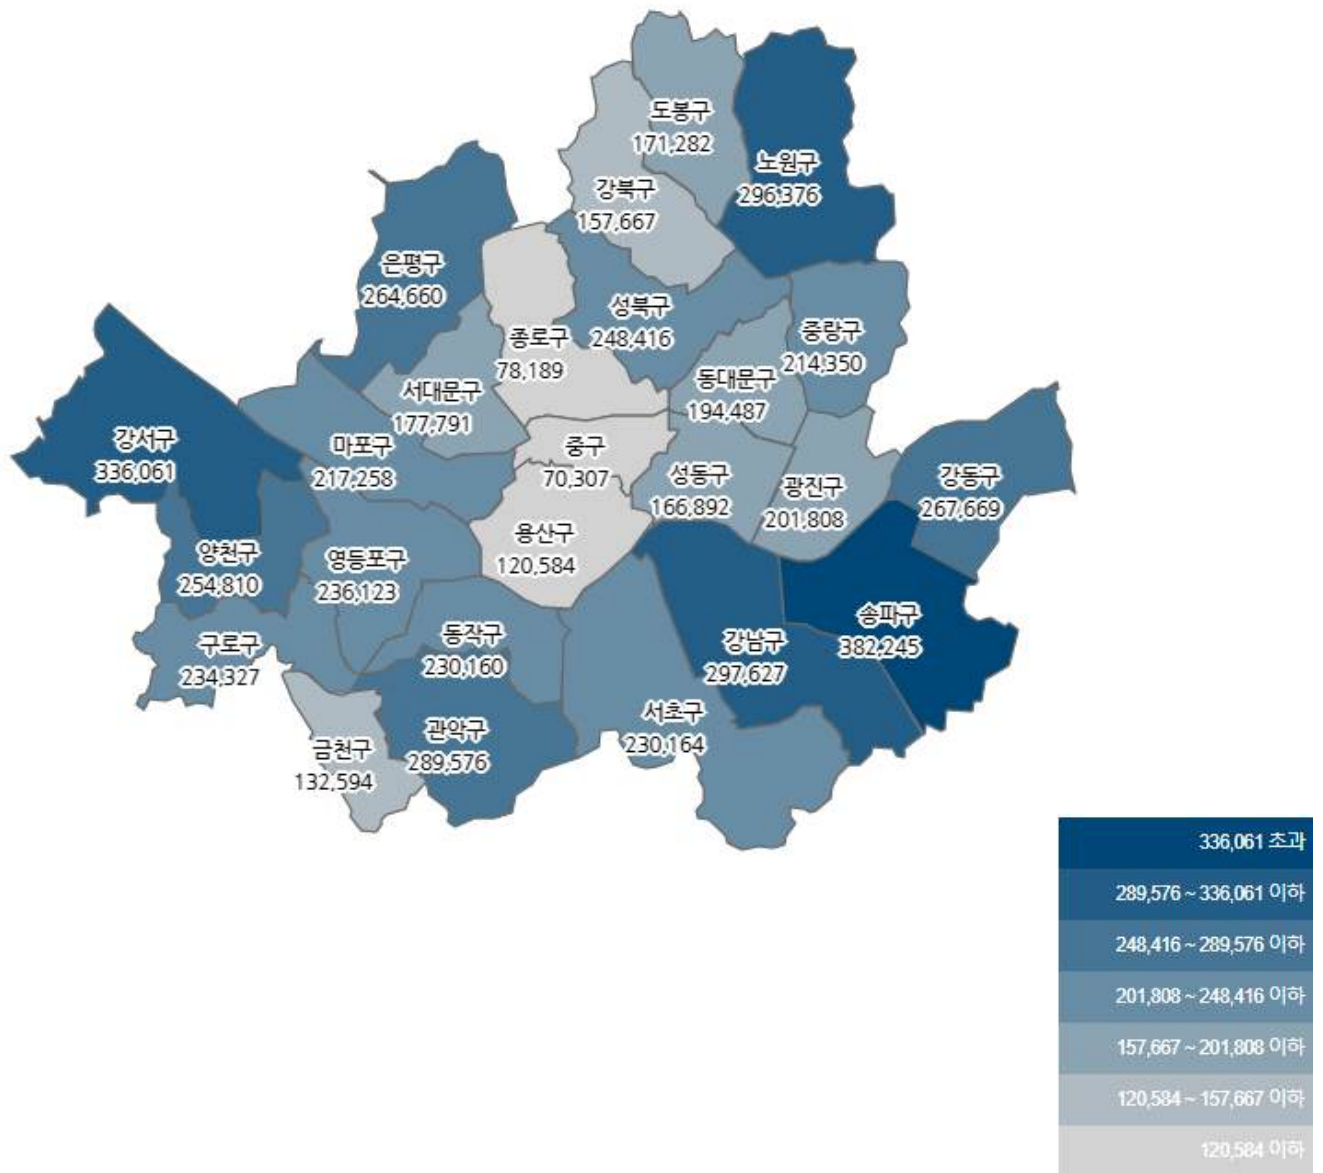 도봉구
171,282
노원구
296,376
강북구
157,667
은평구
264,660
성북구
248,416
종로구
78,189
중랑구
214,350
서대문구
177,791
동대문구
194,487
강서구
336,061
마포구
217,258
중구
70,307
성동구
166,892
광진구
201,808
강동구
267,669
용산구
120,584
양천구
254,810
영등포구
236,123
구로구
234,327
동작구
230,160
강남구
297,627
송파구
382,245
서초구
230,164
관악구
289,576
금천구
132,594
336,061 초과
289,576 ~ 336,061 이하
248,416 ~ 289,576 이하
201,808 ~ 248,416 이하
157,667 ~ 201,808 이하
120,584 ~ 157,667 이하
120,584 이하